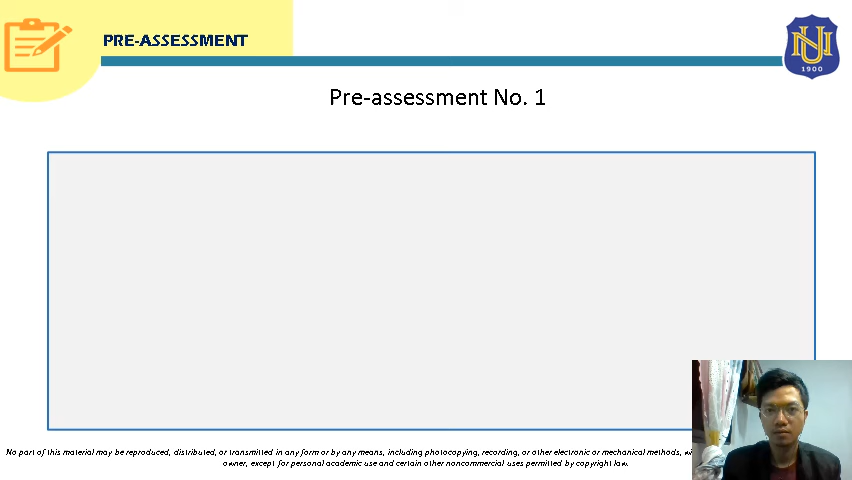 PRE-ASSESSMENT
NU
1900
Pre-assessment No. 1
No part of this material may be reproduced, distributed, or transmitted in any form or by any means, including photocopying, recording, or other electronic or mechanical methods,
owner, except for personal academic use and certain other noncommercial uses permitted by copyright law.